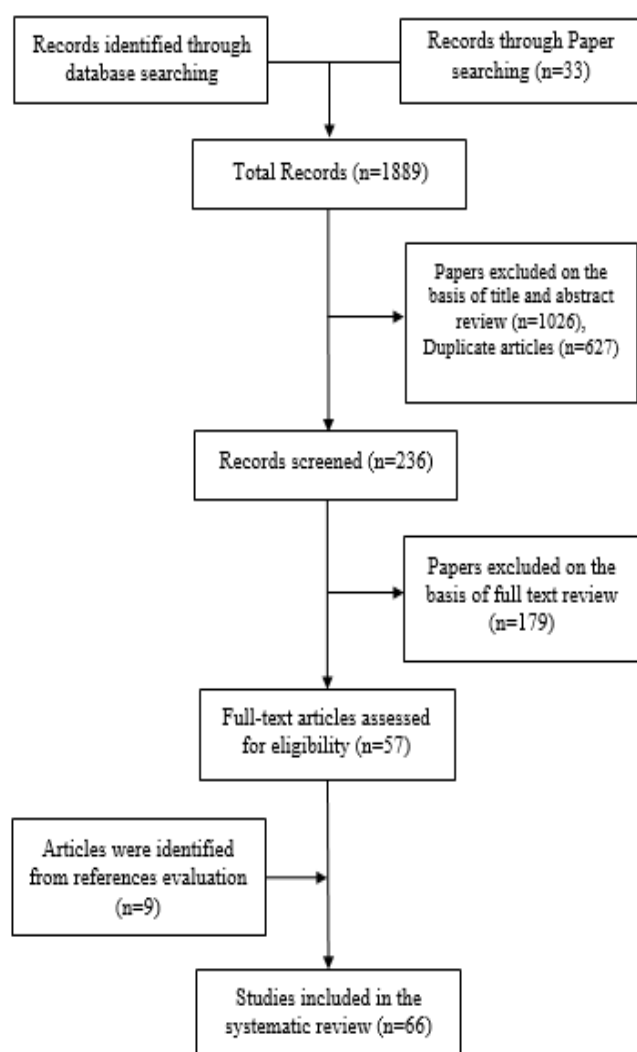 Records identified through
database searching
Records through Paper
searching (n=33)
Total Records (n=1889)
Papers excluded on the
basis of title and abstract
review (n=1026),
Duplicate articles (n=627)
Records screened (n=236)
Papers excluded on the
basis of full text review
(n=179)
Full-text articles assessed
for eligibility (n=57)
Articles were identified
from references evaluation
(n=9)
Studies included in the
systematic review (n=66)